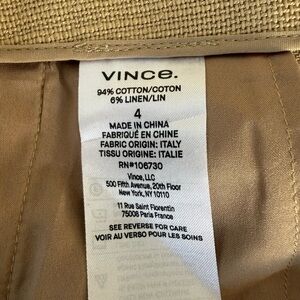 VINCE.
94% COTTON/COTON
6% LINEN/LIN
4
MADE IN CHINA
FABRIQUÉ EN CHINE
FABRIC ORIGIN: ITALY
TISSU ORIGINE: ITALIE
RN#106730
Vince, LLC
500 Fifth Avenue, 20th Floor
New York, NY 10110
11 Rue Saint Florentin
75008 Paris France
SEE REVERSE FOR CARE
VOIR AU VERSO POUR LES SOINS